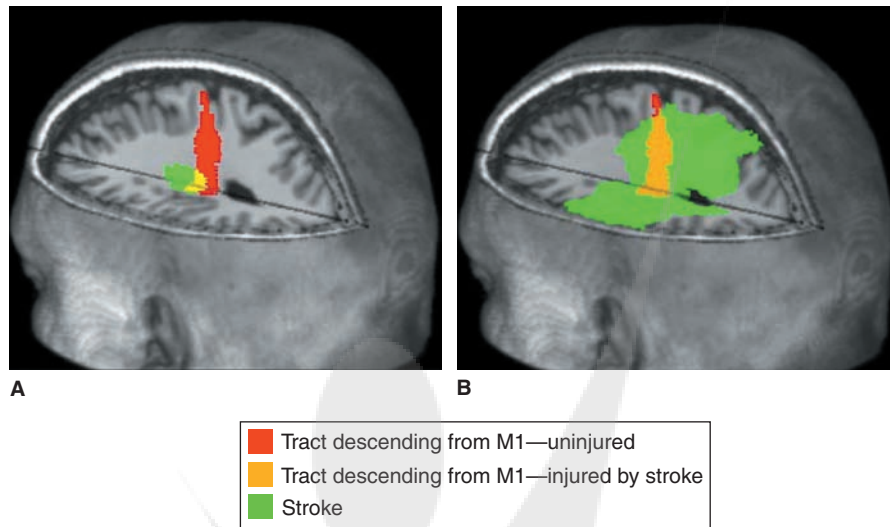 A
B
Tract descending from M1—uninjured
Tract descending from M1—injured by stroke
Stroke